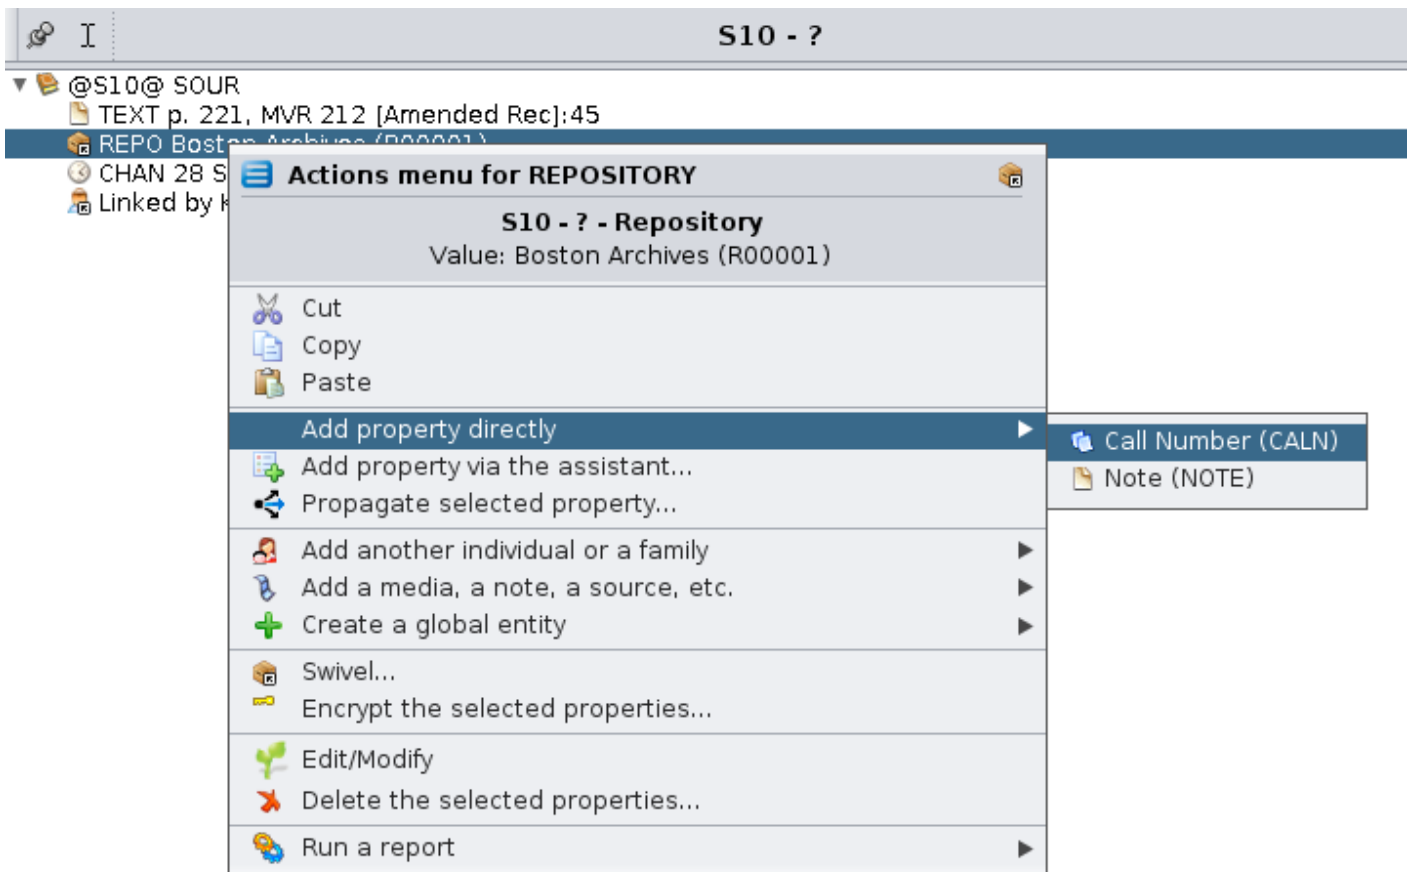 S10 - ?
@S10@ SOUR
TEXT p. 221, MVR 212 [Amended Rec]:45
REPO Boston Archives (R00001)
CHAN 28 S
Linked by
Actions menu for REPOSITORY
S10 - ? - Repository
Value: Boston Archives (R00001)
Cut
Copy
Paste
Add property directly
Call Number (CALN)
Add property via the assistant...
Note (NOTE)
Propagate selected property...
Add another individual or a family
Add a media, a note, a source, etc.
Create a global entity
Swivel...
Encrypt the selected properties...
Edit/Modify
Delete the selected properties...
Run a report